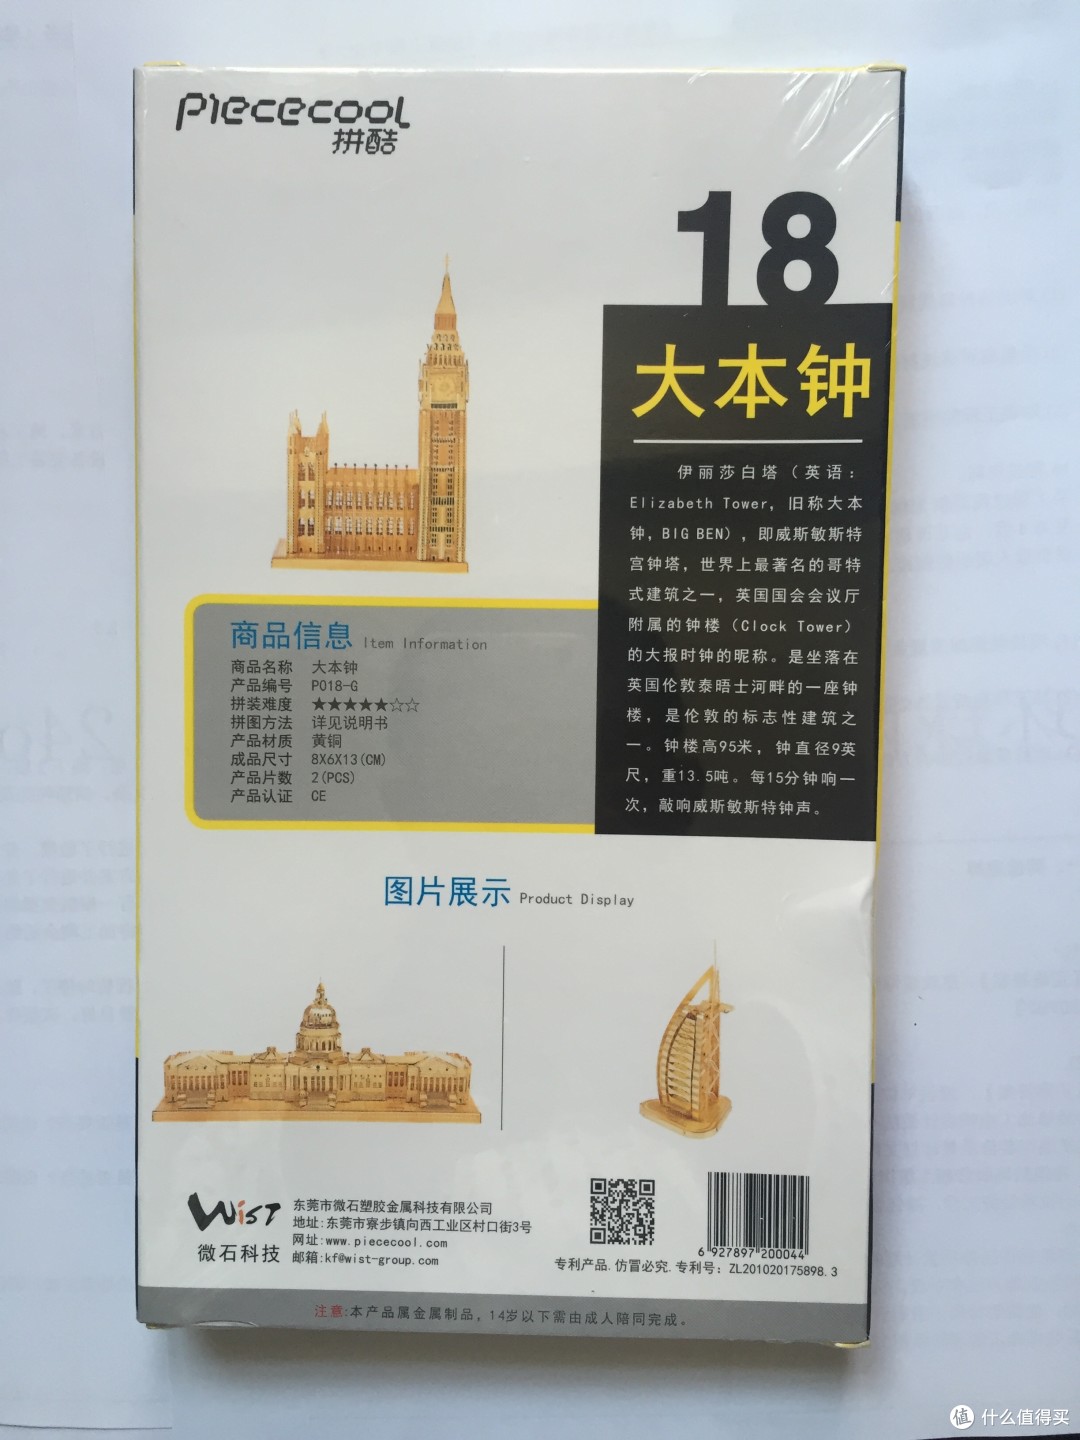 Piececool
拼酷
18
大本钟
伊丽莎白塔（英语：
Elizabeth Tower，旧称大本
钟，BIG BEN），即威斯敏斯特
宫钟塔，世界上最著名的哥特
式建筑之一，英国国会会议厅
附属的钟楼（Clock Tower）
的大报时钟的昵称。是坐落在
英国伦敦泰晤士河畔的一座钟
楼，是伦敦的标志性建筑之
一。钟楼高95米，钟直径9英
尺，重13.5吨。每15分钟响一
次，敲响威斯敏斯特钟声。
商品信息 Item Information
商品名称 大本钟
产品编号 P018-G
拼装难度 ★★★★★☆☆
拼图方法 详见说明书
产品材质 黄铜
成品尺寸 8X6X13(CM)
产品片数 2(PCS)
产品认证 CE
图片展示 Product Display
Wist
微石科技
东莞市微石塑胶金属科技有限公司
地址:东莞市寮步镇向西工业区村口街3号
网址:www.piececool.com
邮箱:kf@wist-group.com
6 927897 200044
专利产品.仿冒必究.专利号：ZL201020175898.3
注意:本产品属金属制品，14岁以下需由成人陪同完成。
值 什么值得买